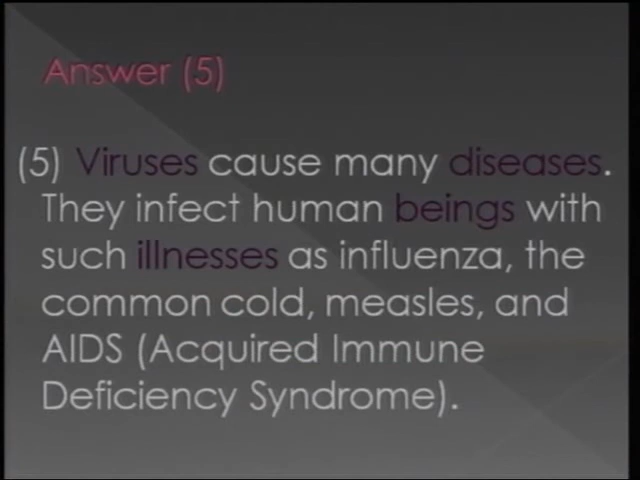 Answer (5)
(5) Viruses cause many diseases.
They infect human beings with
such illnesses as influenza, the
common cold, measles, and
AIDS (Acquired Immune
Deficiency Syndrome).